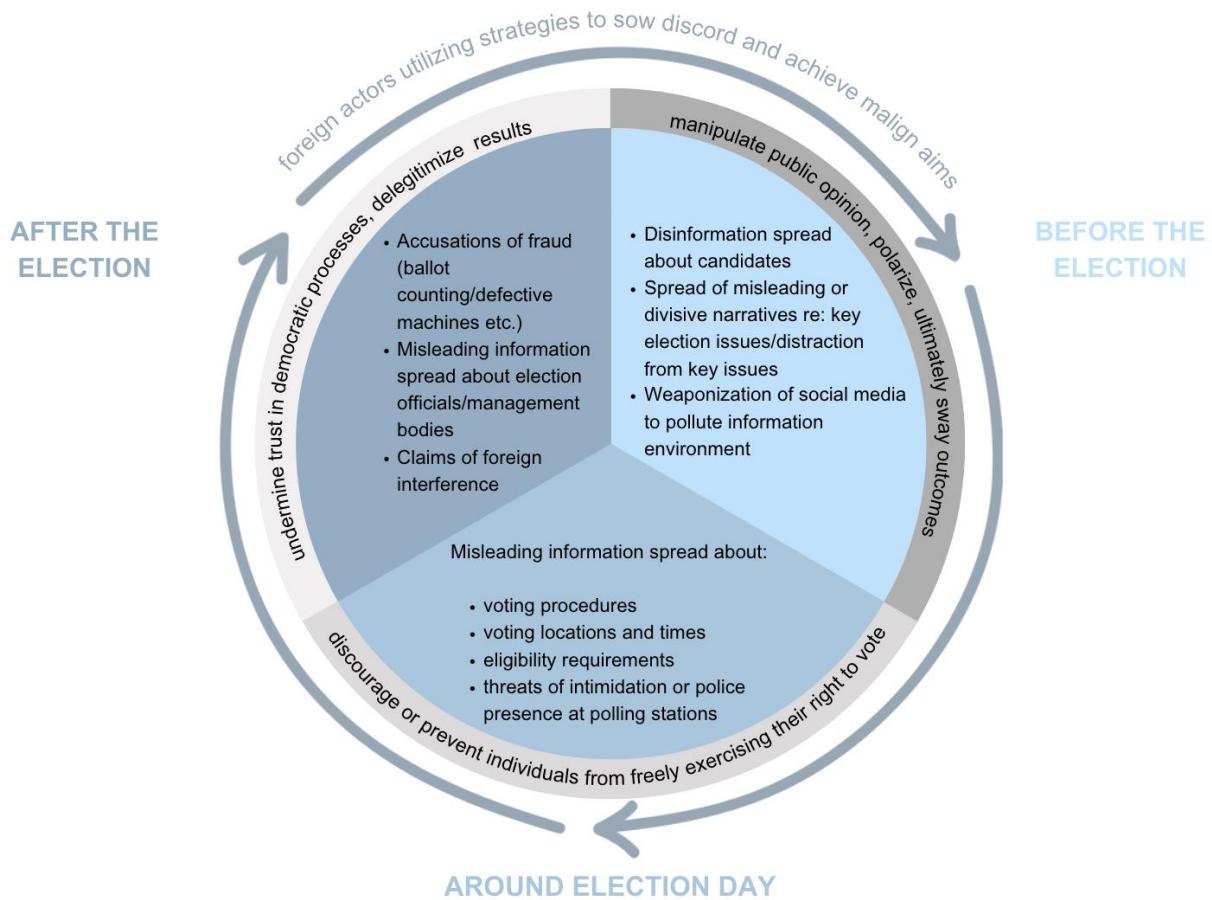 foreign actors utilizing strategies to sow discord and achieve malign aims
undermine trust in democratic processes, delegitimize results
manipulate public opinion, polarize, ultimately sway outcomes
AFTER THE
ELECTION
BEFORE THE
ELECTION
• Accusations of fraud
(ballot
counting/defective
machines etc.)
• Misleading information
spread about election
officials/management
bodies
• Claims of foreign
interference
• Disinformation spread
about candidates
• Spread of misleading or
divisive narratives re: key
election issues/distraction
from key issues
• Weaponization of social media
to pollute information
environment
Misleading information spread about:
• voting procedures
• voting locations and times
• eligibility requirements
• threats of intimidation or police
presence at polling stations
discourage or prevent individuals from freely exercising their right to vote
AROUND ELECTION DAY